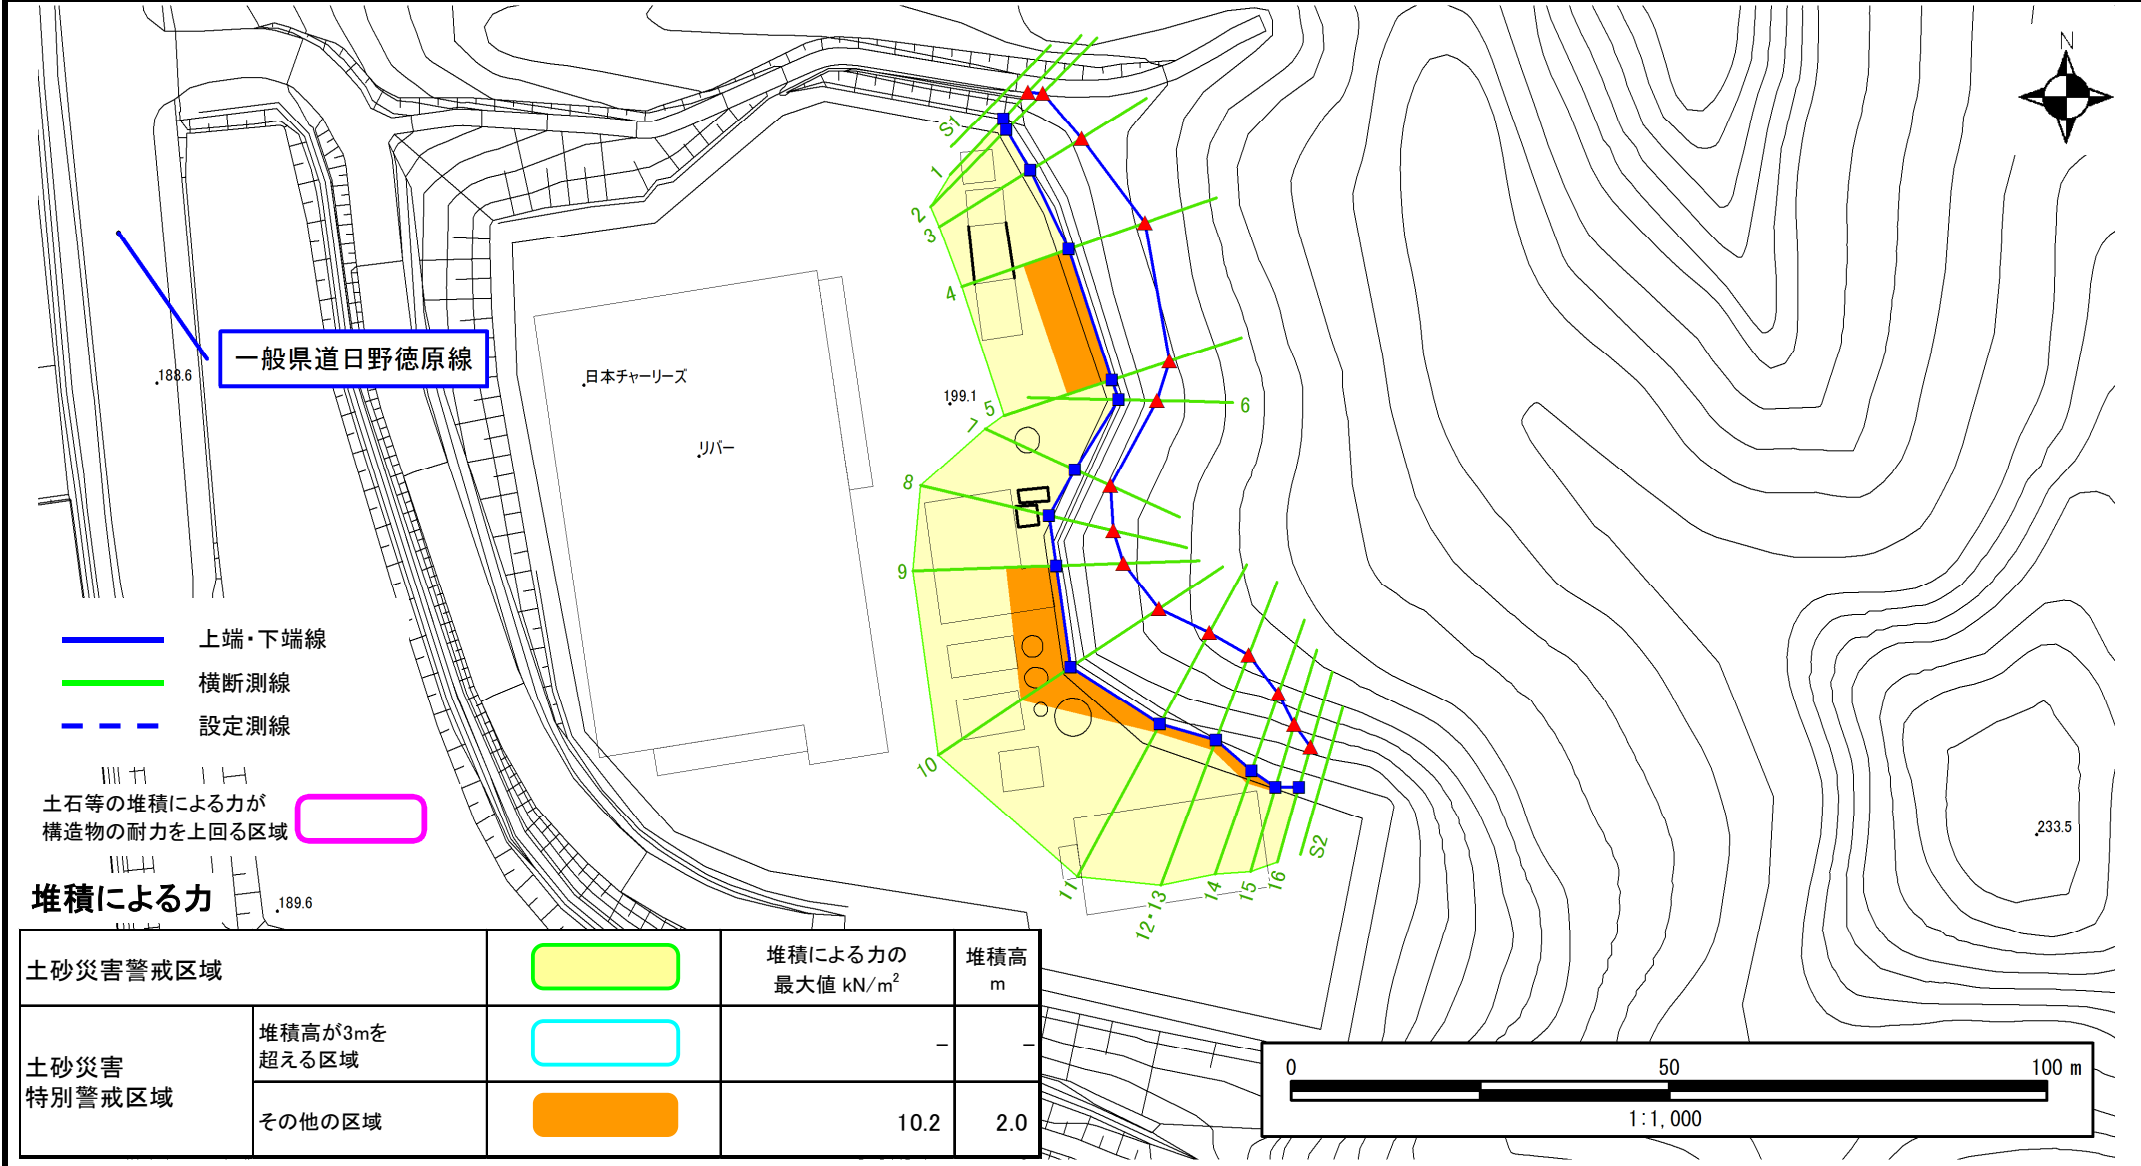 N
S1
1
2
3
4
5
6
7
8
9
10
11
12・13
14
15
16
S2
一般県道日野徳原線
188.6
日本チャーリーズ
リバー
199.1
233.5
189.6
上端・下端線
横断測線
設定測線
土石等の堆積による力が
構造物の耐力を上回る区域
堆積による力
土砂災害警戒区域
堆積による力の
最大値 kN/m²
堆積高
m
土砂災害
特別警戒区域
堆積高が3mを
超える区域
－
－
その他の区域
10.2
2.0
0
50
100 m
1:1,000